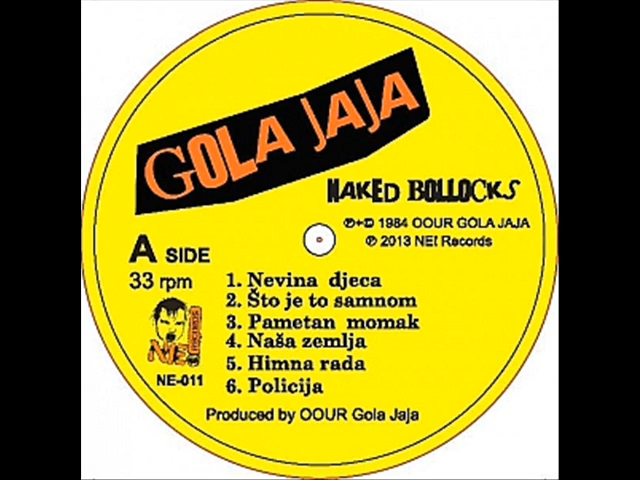 GOLA JAJA
NAKED BOLLOCKS
℗+© 1984 OOUR GOLA JAJA
℗ 2013 NE! Records
A SIDE
33 rpm
1. Nevina djeca
2. Što je to samnom
3. Pametan momak
4. Naša zemlja
5. Himna rada
6. Policija
NE!
records
NE-011
Produced by OOUR Gola Jaja